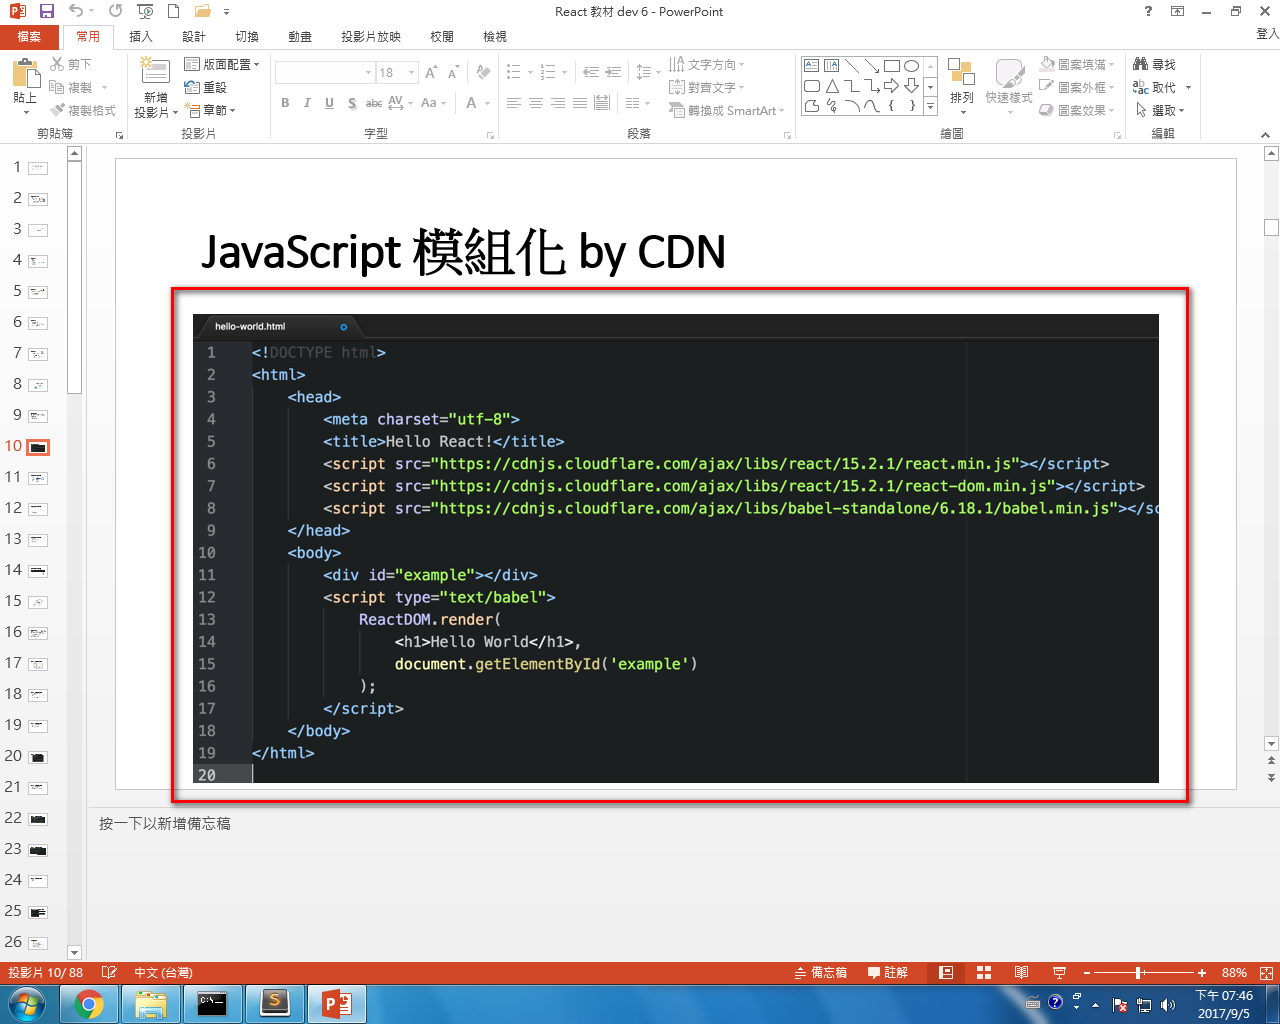 React 教材 dev 6 - PowerPoint
檔案 常用 插入 設計 切換 動畫 投影片放映 校閱 檢視 登入
貼上
剪下
複製
複製格式
剪貼簿
新增
投影片
版面配置
重設
章節
投影片
18
B I U S abc AV Aa A
字型
文字方向
對齊文字
轉換成 SmartArt
段落
排列
快速樣式
圖案填滿
圖案外框
圖案效果
繪圖
尋找
取代
選取
編輯
1
2
3
4
5
6
7
8
9
10
11
12
13
14
15
16
17
18
19
20
21
22
23
24
25
26
JavaScript 模組化 by CDN
hello-world.html
1 <!DOCTYPE html>
2 <html>
3 <head>
4 <meta charset="utf-8">
5 <title>Hello React!</title>
6 <script src="https://cdnjs.cloudflare.com/ajax/libs/react/15.2.1/react.min.js"></script>
7 <script src="https://cdnjs.cloudflare.com/ajax/libs/react/15.2.1/react-dom.min.js"></script>
8 <script src="https://cdnjs.cloudflare.com/ajax/libs/babel-standalone/6.18.1/babel.min.js"></sc
9 </head>
10 <body>
11 <div id="example"></div>
12 <script type="text/babel">
13 ReactDOM.render(
14 <h1>Hello World</h1>,
15 document.getElementById('example')
16 );
17 </script>
18 </body>
19 </html>
20
按一下以新增備忘稿
投影片 10/ 88 中文 (台灣) 備忘稿 註解 88%
下午 07:46
2017/9/5